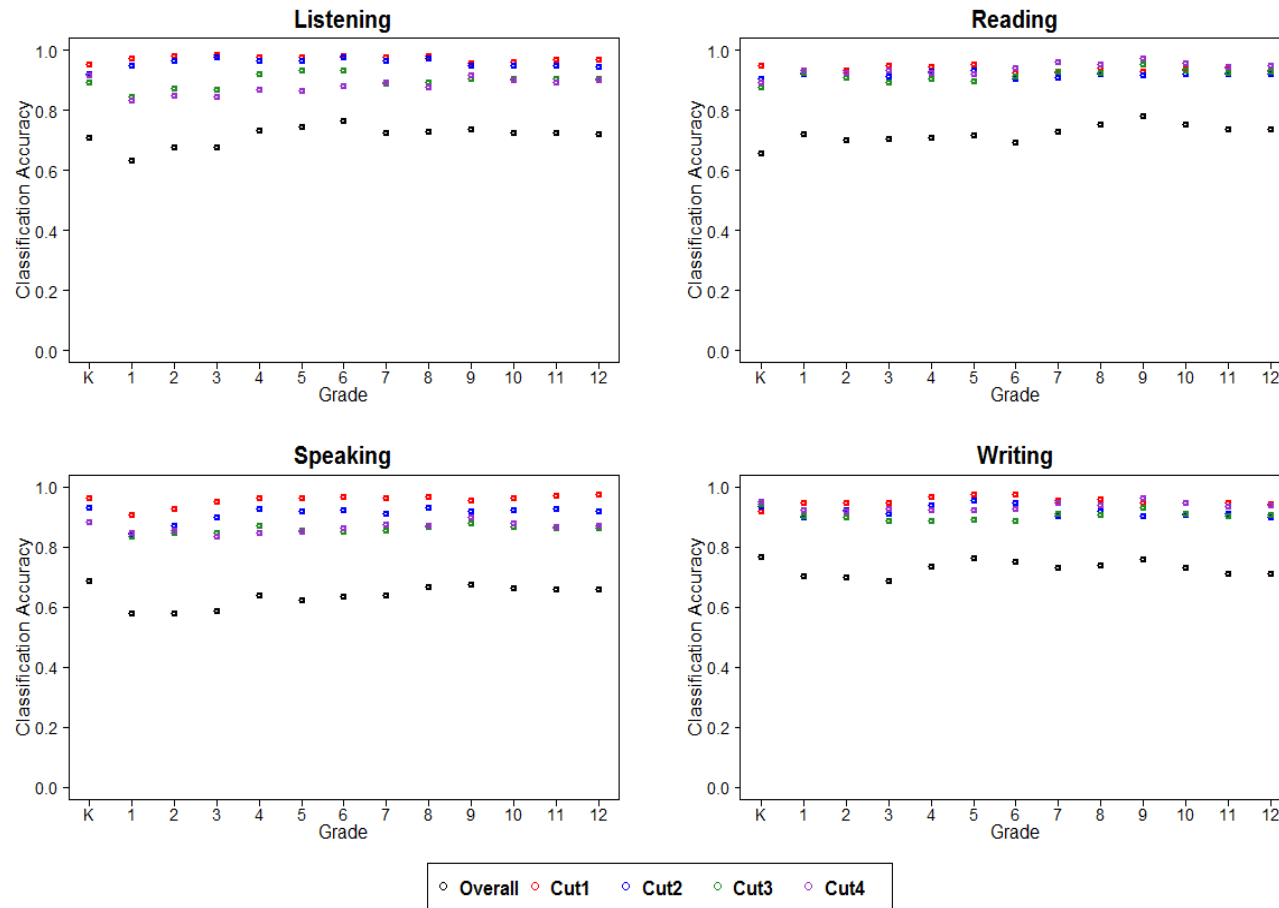 Listening
Classification Accuracy
1.0
0.8
0.6
0.4
0.2
0.0
K 1 2 3 4 5 6 7 8 9 10 11 12
Grade
Reading
Classification Accuracy
1.0
0.8
0.6
0.4
0.2
0.0
K 1 2 3 4 5 6 7 8 9 10 11 12
Grade
Speaking
Classification Accuracy
1.0
0.8
0.6
0.4
0.2
0.0
K 1 2 3 4 5 6 7 8 9 10 11 12
Grade
Writing
Classification Accuracy
1.0
0.8
0.6
0.4
0.2
0.0
K 1 2 3 4 5 6 7 8 9 10 11 12
Grade
Overall Cut1 Cut2 Cut3 Cut4